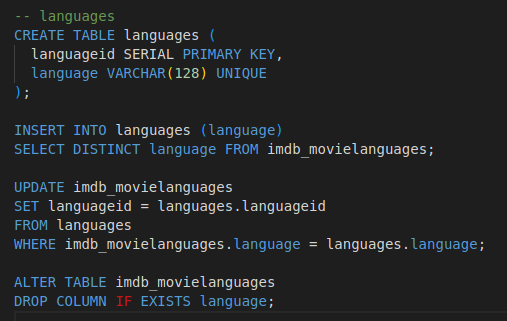 -- languages
CREATE TABLE languages (
languageid SERIAL PRIMARY KEY,
language VARCHAR(128) UNIQUE
);
INSERT INTO languages (language)
SELECT DISTINCT language FROM imdb_movielanguages;
UPDATE imdb_movielanguages
SET languageid = languages.languageid
FROM languages
WHERE imdb_movielanguages.language = languages.language;
ALTER TABLE imdb_movielanguages
DROP COLUMN IF EXISTS language;